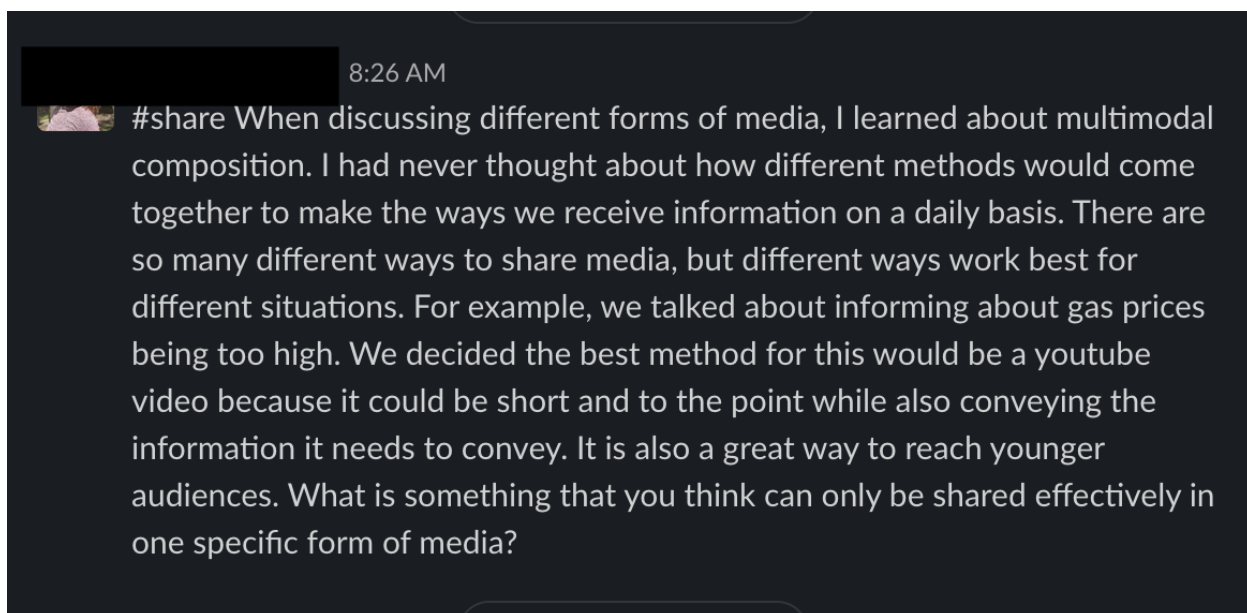 8:26 AM
#share When discussing different forms of media, I learned about multimodal
composition. I had never thought about how different methods would come
together to make the ways we receive information on a daily basis. There are
so many different ways to share media, but different ways work best for
different situations. For example, we talked about informing about gas prices
being too high. We decided the best method for this would be a youtube
video because it could be short and to the point while also conveying the
information it needs to convey. It is also a great way to reach younger
audiences. What is something that you think can only be shared effectively in
one specific form of media?